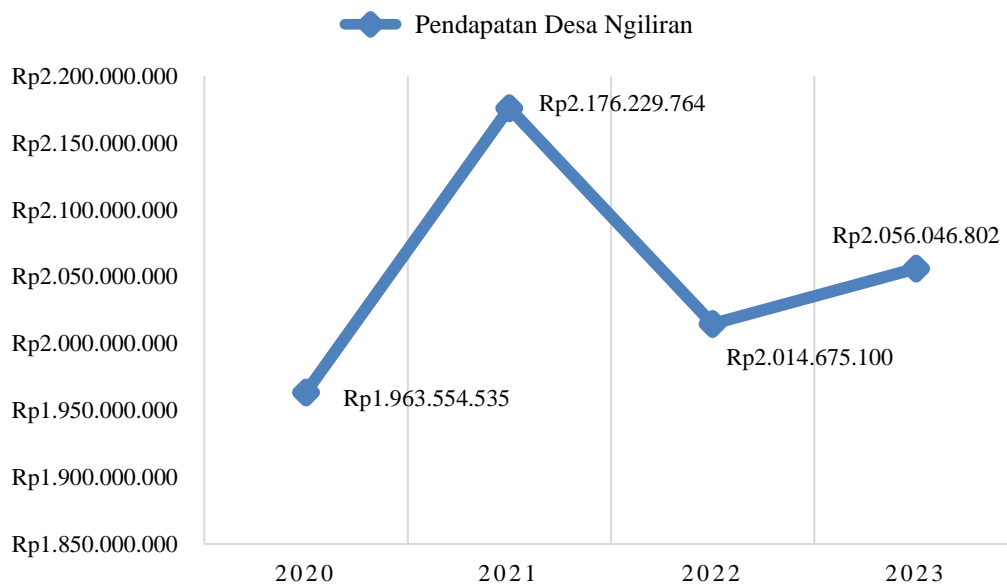 Pendapatan Desa Ngiliran
Rp2.200.000.000
Rp2.176.229.764
Rp2.150.000.000
Rp2.100.000.000
Rp2.056.046.802
Rp2.050.000.000
Rp2.000.000.000
Rp2.014.675.100
Rp1.963.554.535
Rp1.950.000.000
Rp1.900.000.000
Rp1.850.000.000
2020 2021 2022 2023